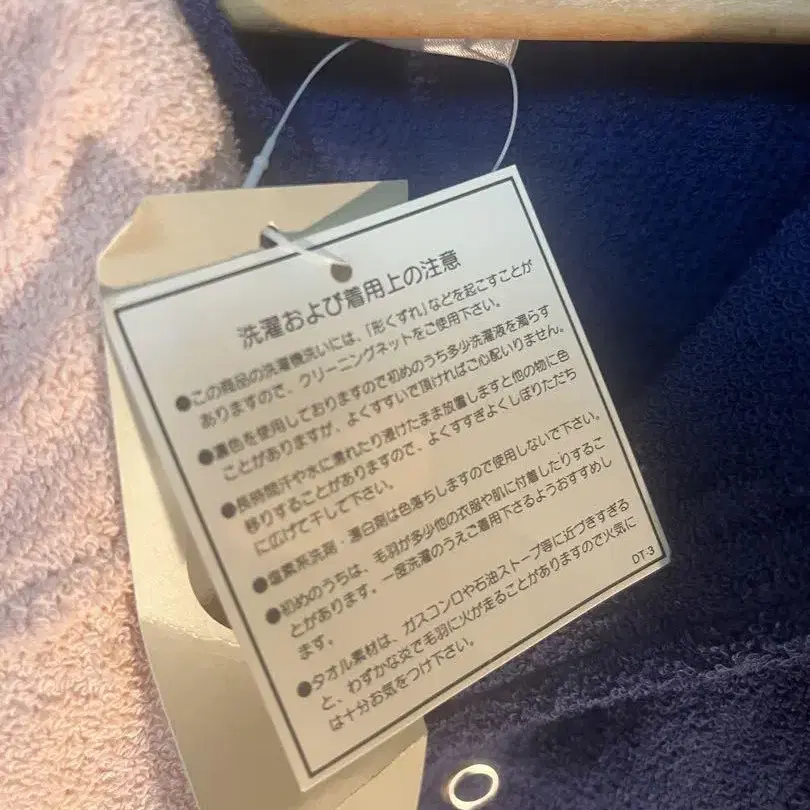 洗濯および着用上の注意
●この商品の洗濯機洗いには、「形くずれ」などを起こすことが
ありますので、クリーニングネットをご使用下さい。
●濃色を使用しておりますので初めのうち多少洗濯液を濁らす
ことがありますが、よくすすいで頂ければご心配いりません。
●長時間汗や水に濡れたり浸けたまま放置しますと他の物に色
移りすることがありますので、よくすすぎよくしぼりただち
に広げて干して下さい。
●塩素系洗剤・漂白剤は色落ちしますので使用しないで下さい。
●初めのうちは、毛羽が多少他の衣服や肌に付着したりするこ
とがあります。一度洗濯のうえご着用下さるようおすすめし
ます。
●タオル素材は、ガスコンロや石油ストーブ等に近づきすぎる
と、わずかな炎で毛羽に火が走ることがありますので火気に
は十分お気をつけ下さい。
DT-3